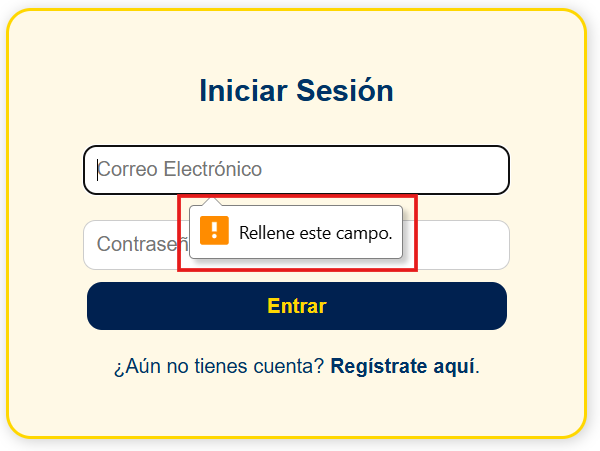 Iniciar Sesión
Correo Electrónico
Rellene este campo.
Contraseñ
Entrar
¿Aún no tienes cuenta? Regístrate aquí.